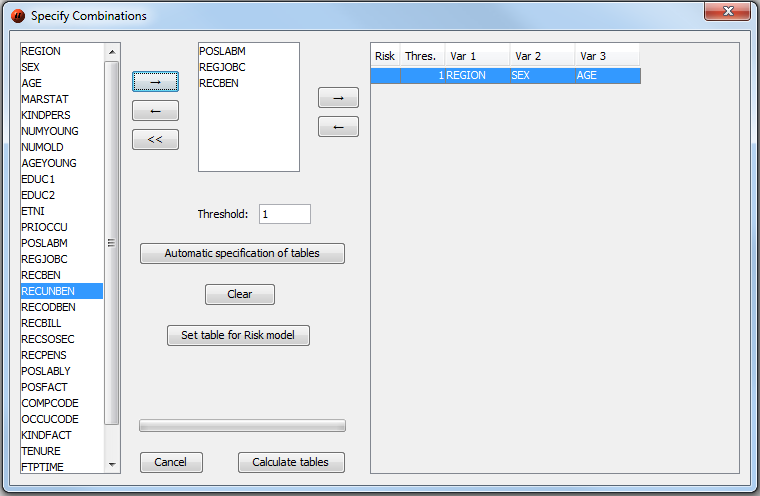 Specify Combinations
REGION
SEX
AGE
MARSTAT
KINDPERS
NUMYOUNG
NUMOLD
AGEYOUNG
EDUC1
EDUC2
ETNI
PRIOCCU
POSLABM
REGJOBC
RECBEN
RECUNBEN
RECODBEN
RECBILL
RECSOSEC
RECPENS
POSLABLY
POSFACT
COMPCODE
OCCUCODE
KINDFACT
TENURE
FTPTIME
→
←
<<
POSLABM
REGJOBC
RECBEN
→
←
Threshold: 1
Automatic specification of tables
Clear
Set table for Risk model
Cancel Calculate tables
Risk Thres. Var 1 Var 2 Var 3
1 REGION SEX AGE